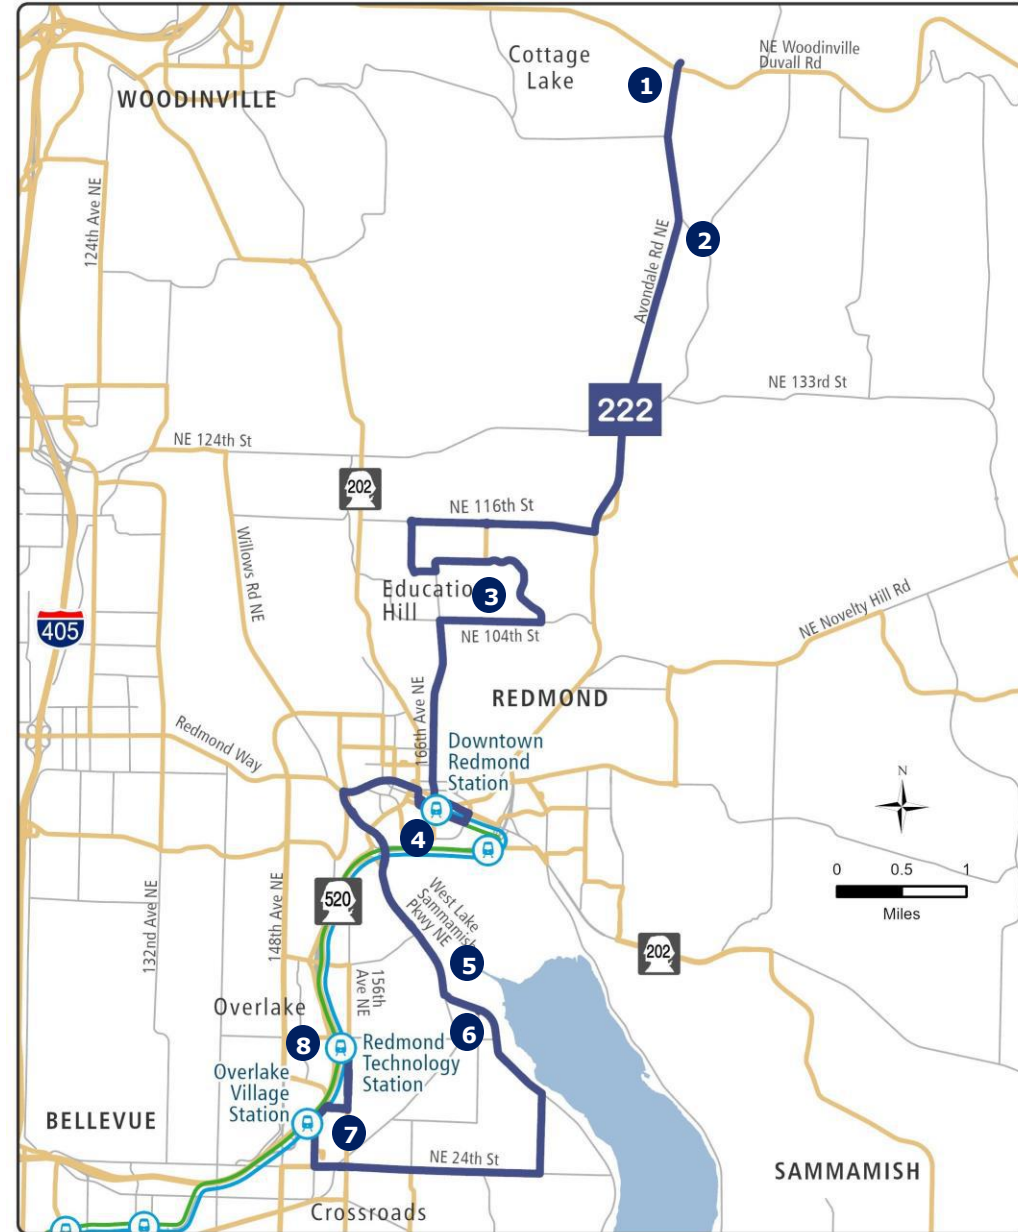 Cottage
Lake
NE Woodinville
Duvall Rd
1
WOODINVILLE
124th Ave NE
2
Avondale Rd NE
NE 133rd St
222
NE 124th St
202
NE 116th St
Willows Rd NE
Educatio
3
Hill
405
NE 104th St
NE Novelty Hill Rd
REDMOND
166th Ave NE
Redmond Way
Downtown
Redmond
Station
N
4
0 0.5 1
Miles
520
West Lake
Sammamish
Pkwy NE
148th Ave NE
132nd Ave NE
202
5
156th
Ave NE
Overlake
6
8
Redmond
Technology
Station
Overlake
Village
Station
BELLEVUE
7
NE 24th St
SAMMAMISH
Crossroads